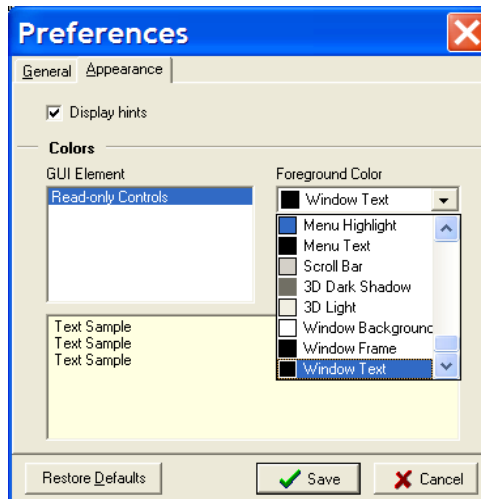 Preferences
General Appearance
Display hints
Colors
GUI Element Foreground Color
Read-only Controls Window Text
Menu Highlight
Menu Text
Scroll Bar
3D Dark Shadow
3D Light
Window Background
Window Frame
Window Text
Text Sample
Text Sample
Text Sample
Restore Defaults Save Cancel